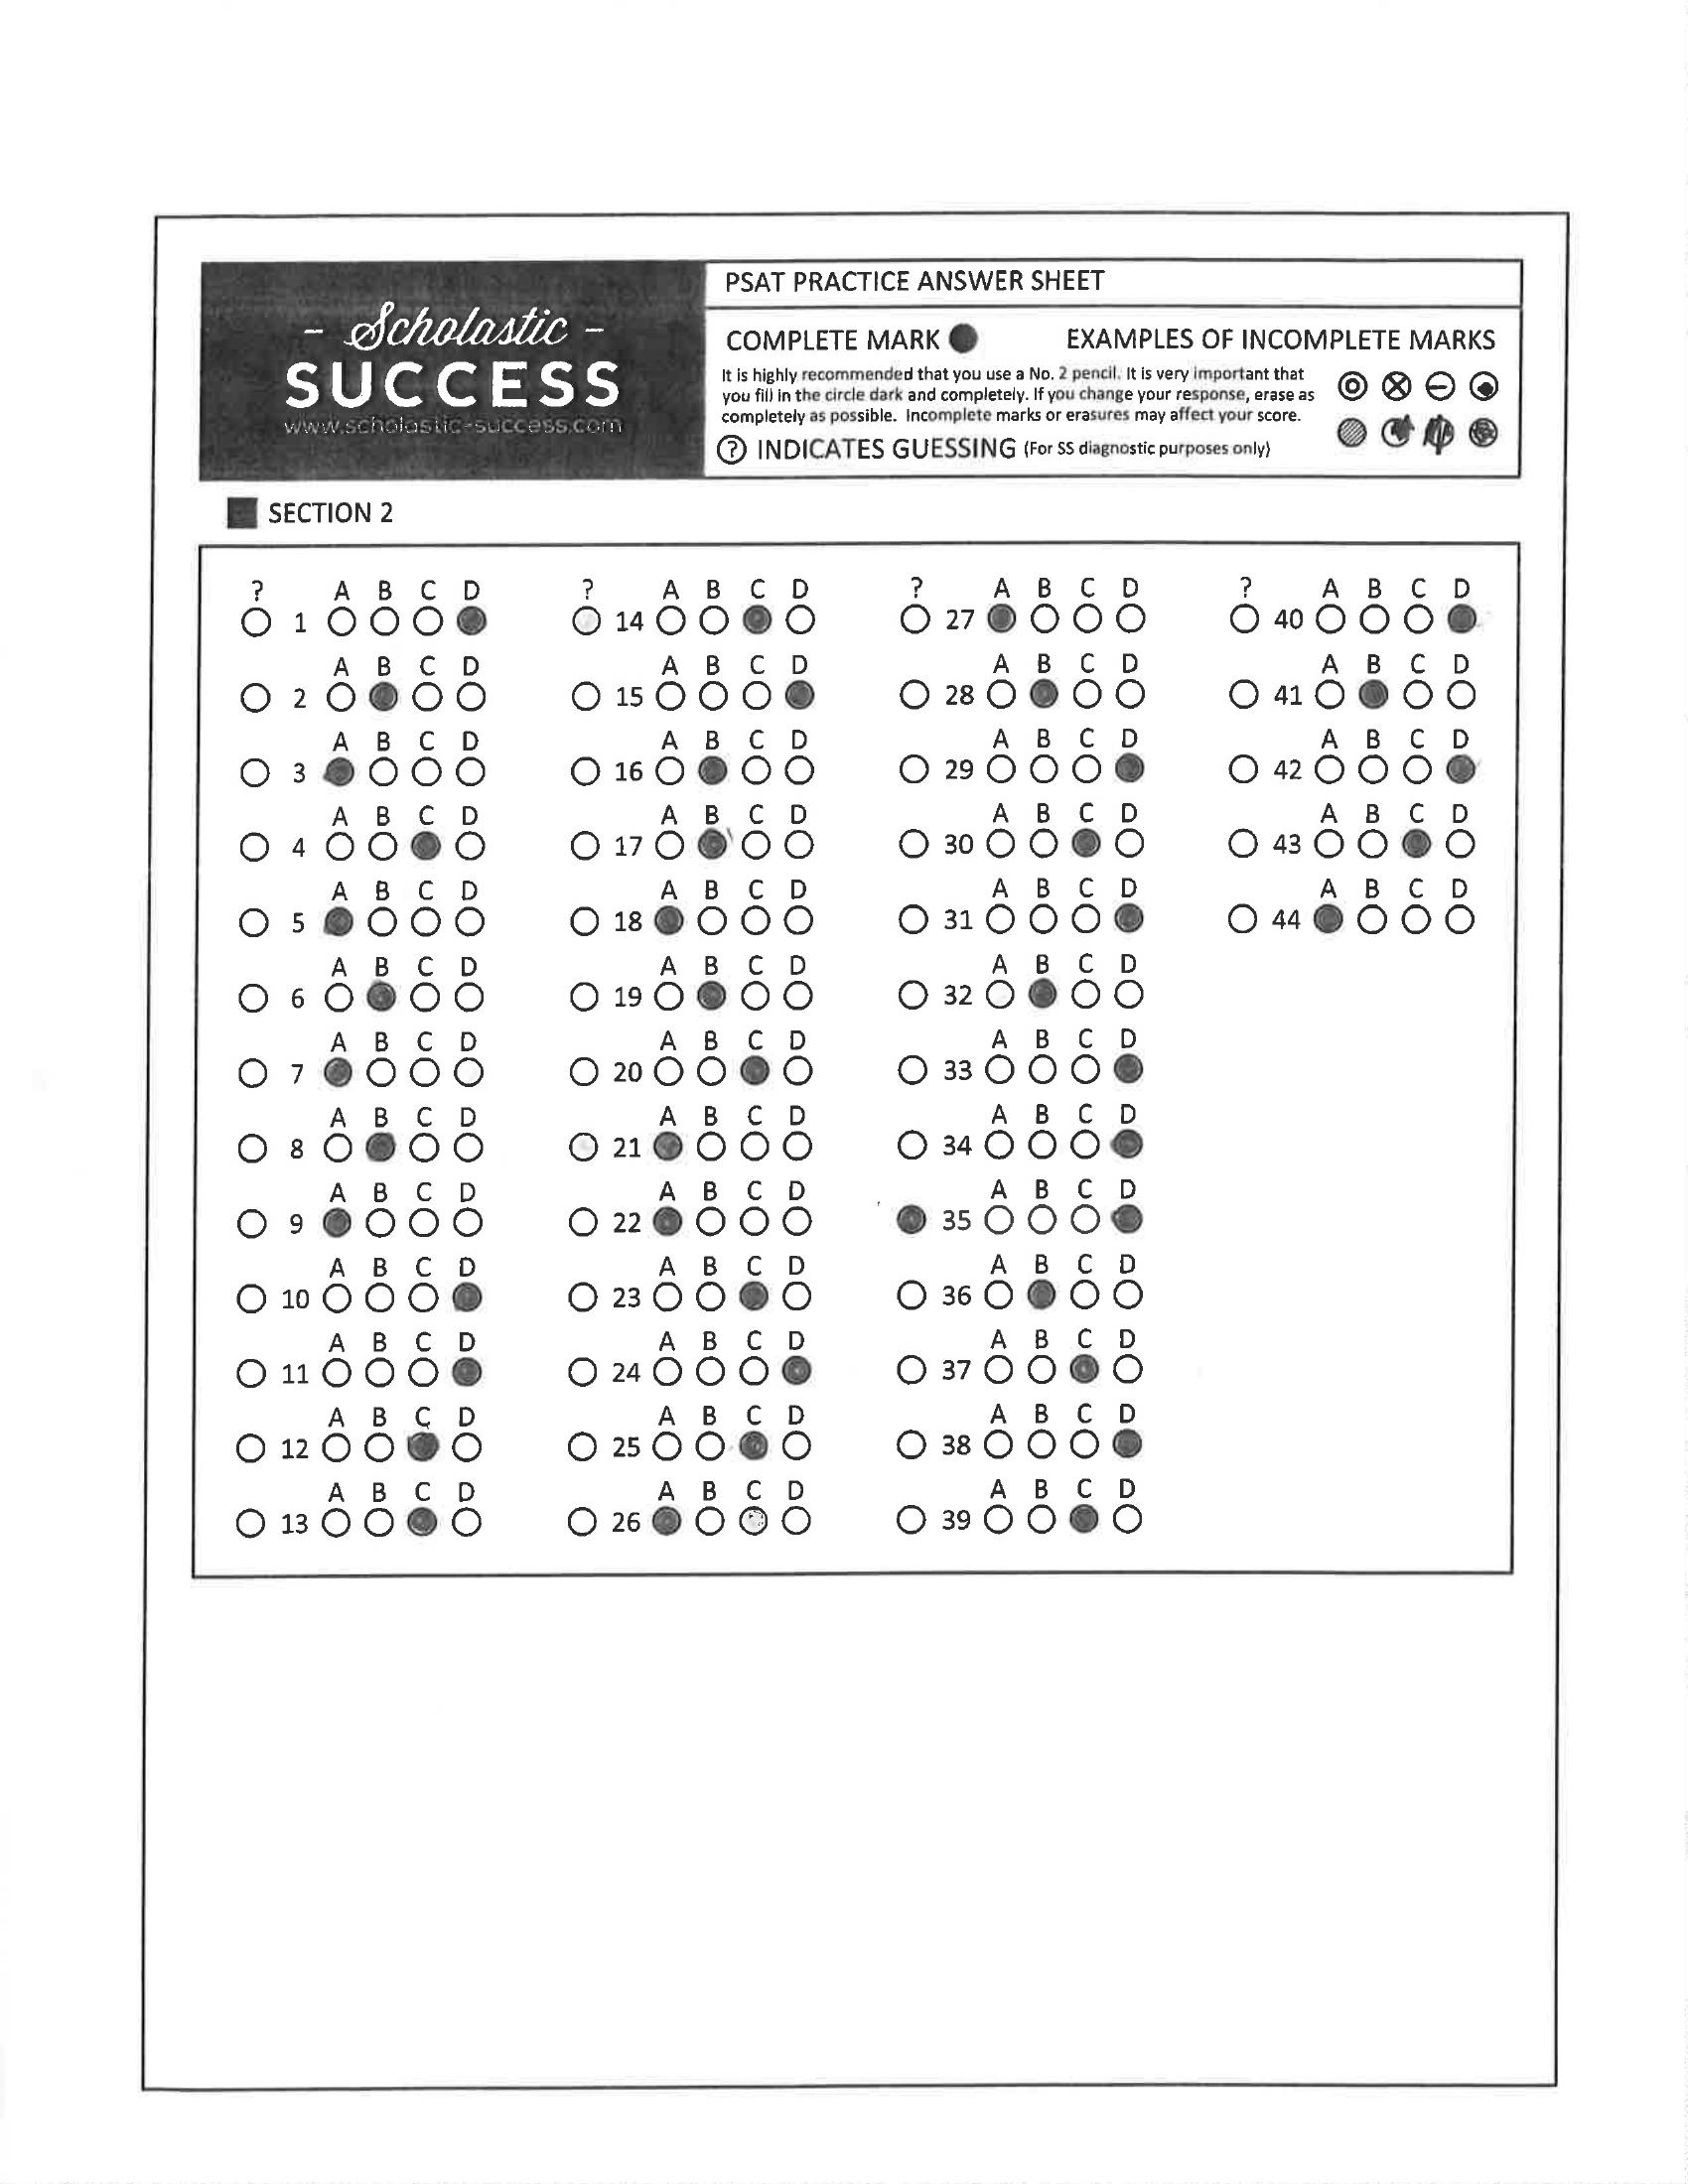 - Scholastic -
SUCCESS
www.scholastic-success.com
PSAT PRACTICE ANSWER SHEET
COMPLETE MARK
EXAMPLES OF INCOMPLETE MARKS
It is highly recommended that you use a No. 2 pencil. It is very important that
you fill in the circle dark and completely. If you change your response, erase as
completely as possible. Incomplete marks or erasures may affect your score.
? INDICATES GUESSING (For SS diagnostic purposes only)
SECTION 2
? A B C D
1
A B C D
2
A B C D
3
A B C D
4
A B C D
5
A B C D
6
A B C D
7
A B C D
8
A B C D
9
A B C D
10
A B C D
11
A B C D
12
A B C D
13
? A B C D
14
A B C D
15
A B C D
16
A B C D
17
A B C D
18
A B C D
19
A B C D
20
A B C D
21
A B C D
22
A B C D
23
A B C D
24
A B C D
25
A B C D
26
? A B C D
27
A B C D
28
A B C D
29
A B C D
30
A B C D
31
A B C D
32
A B C D
33
A B C D
34
A B C D
35
A B C D
36
A B C D
37
A B C D
38
A B C D
39
? A B C D
40
A B C D
41
A B C D
42
A B C D
43
A B C D
44